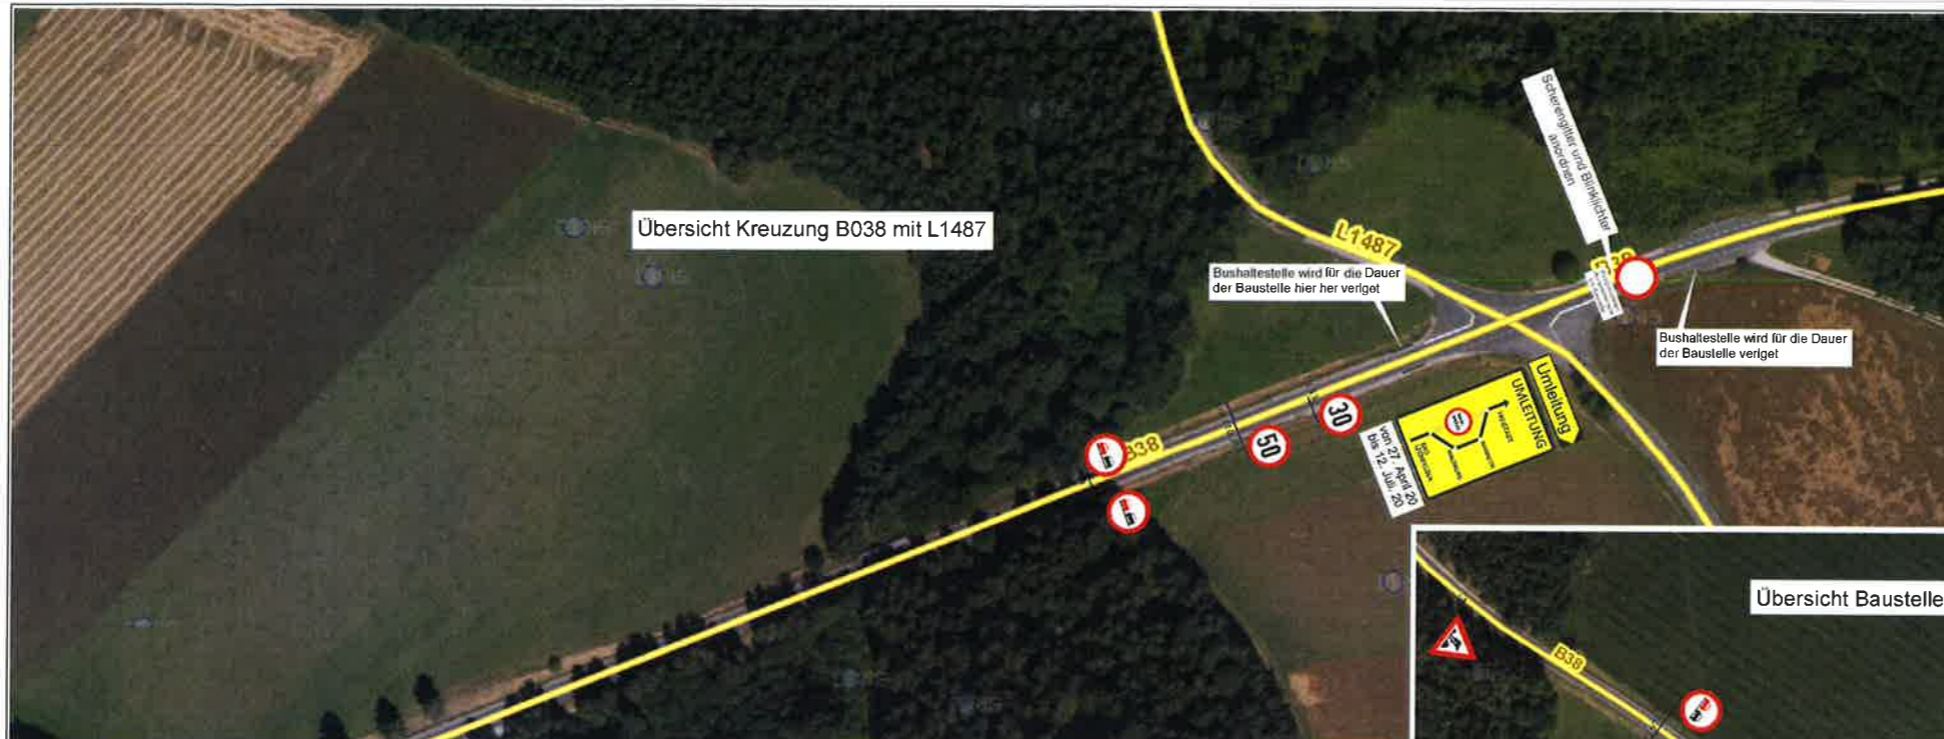 Übersicht Kreuzung B038 mit L1487
L1487
Scherengitter und Blinklichter
anordnen
B38
Bushaltestelle wird für die Dauer
der Baustelle hier her verlget
Bushaltestelle wird für die Dauer
der Baustelle verlget
Umleitung
UMLEITUNG
von 27. April 20
bis 12. Juli. 20
30
50
B38
Übersicht Baustelle
B38